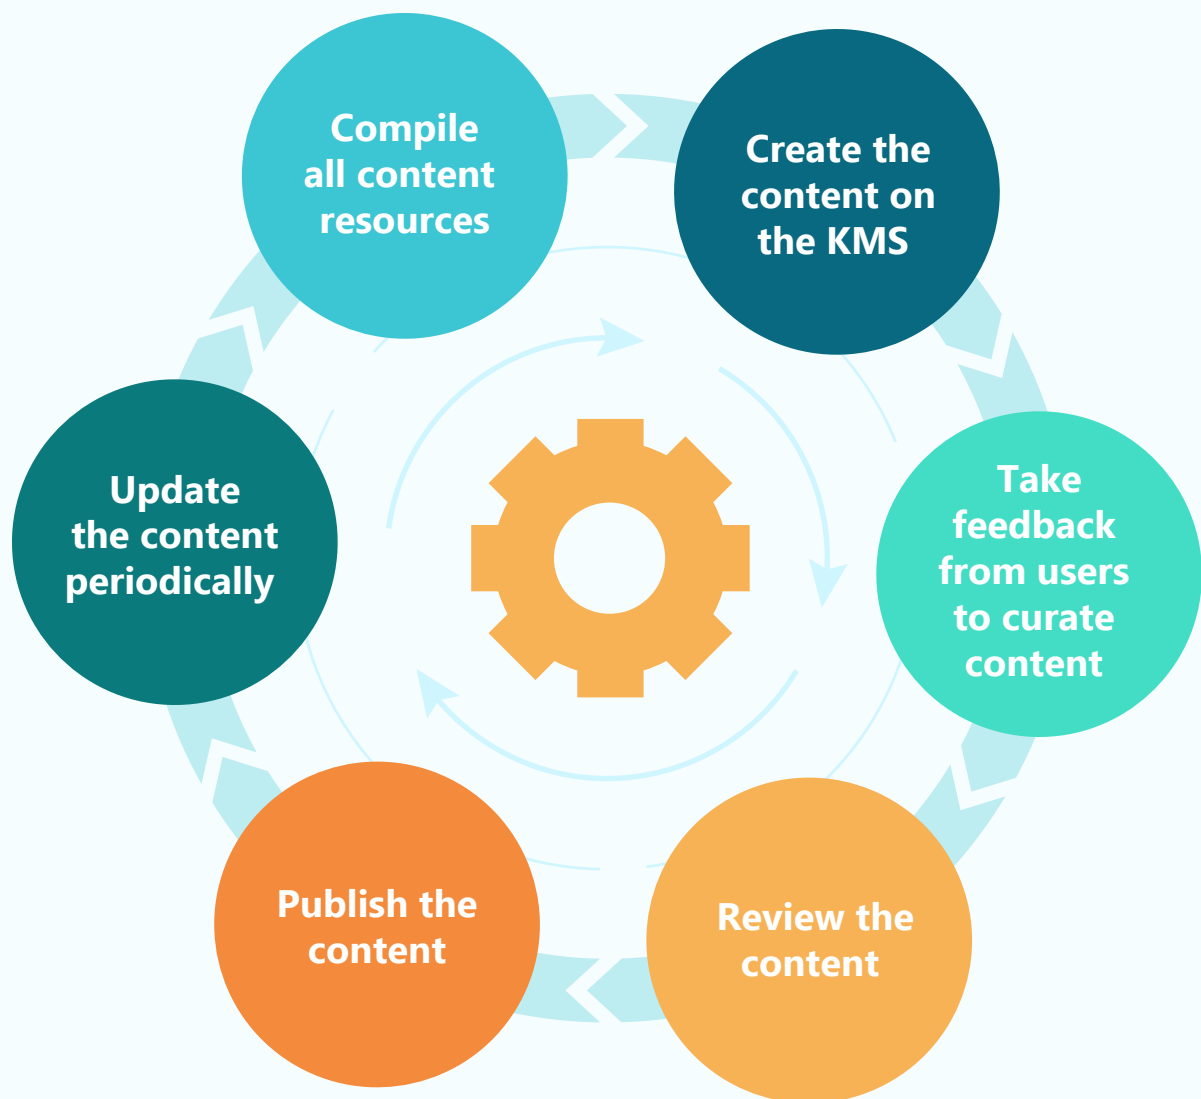 Compile
all content
resources
Create the
content on
the KMS
Take
feedback
from users
to curate
content
Review the
content
Publish the
content
Update
the content
periodically